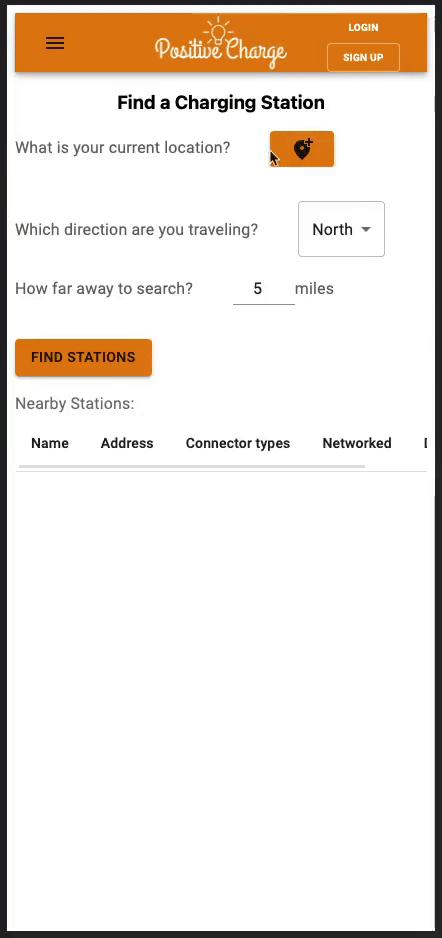 LOGIN
Positive Charge
SIGN UP
Find a Charging Station
What is your current location?
Which direction are you traveling? North
How far away to search? 5 miles
FIND STATIONS
Nearby Stations:
Name Address Connector types Networked